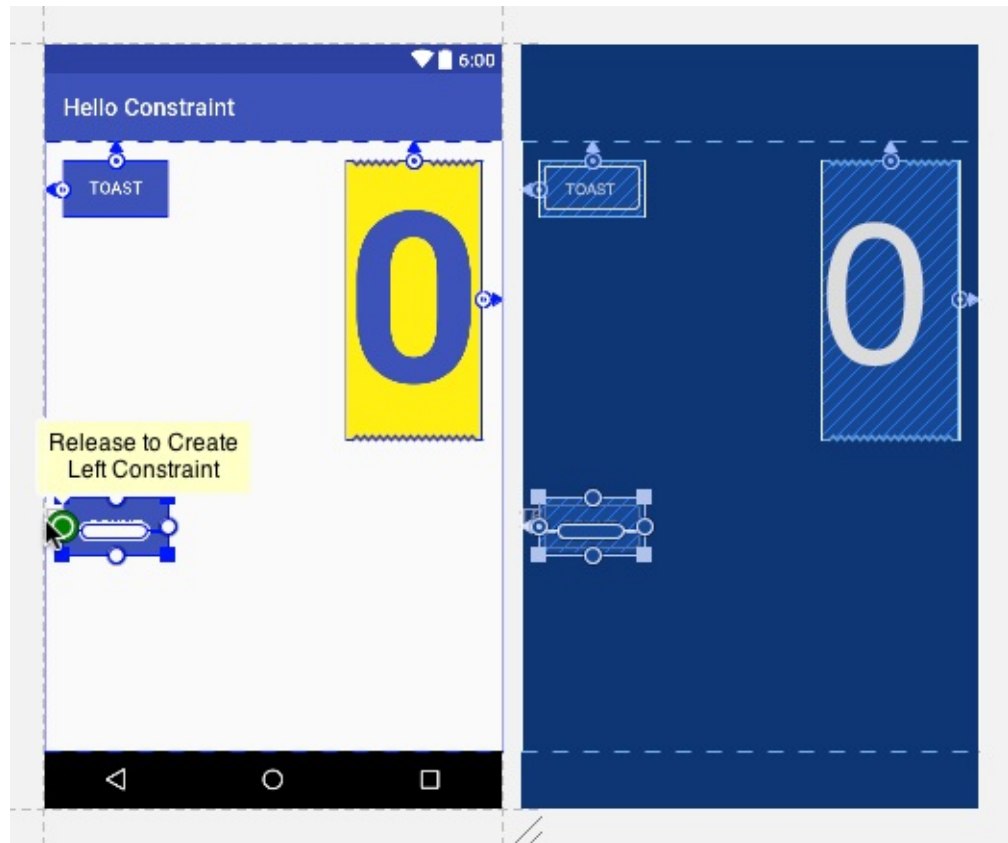 6:00
Hello Constraint
TOAST
TOAST
0
0
Release to Create
Left Constraint